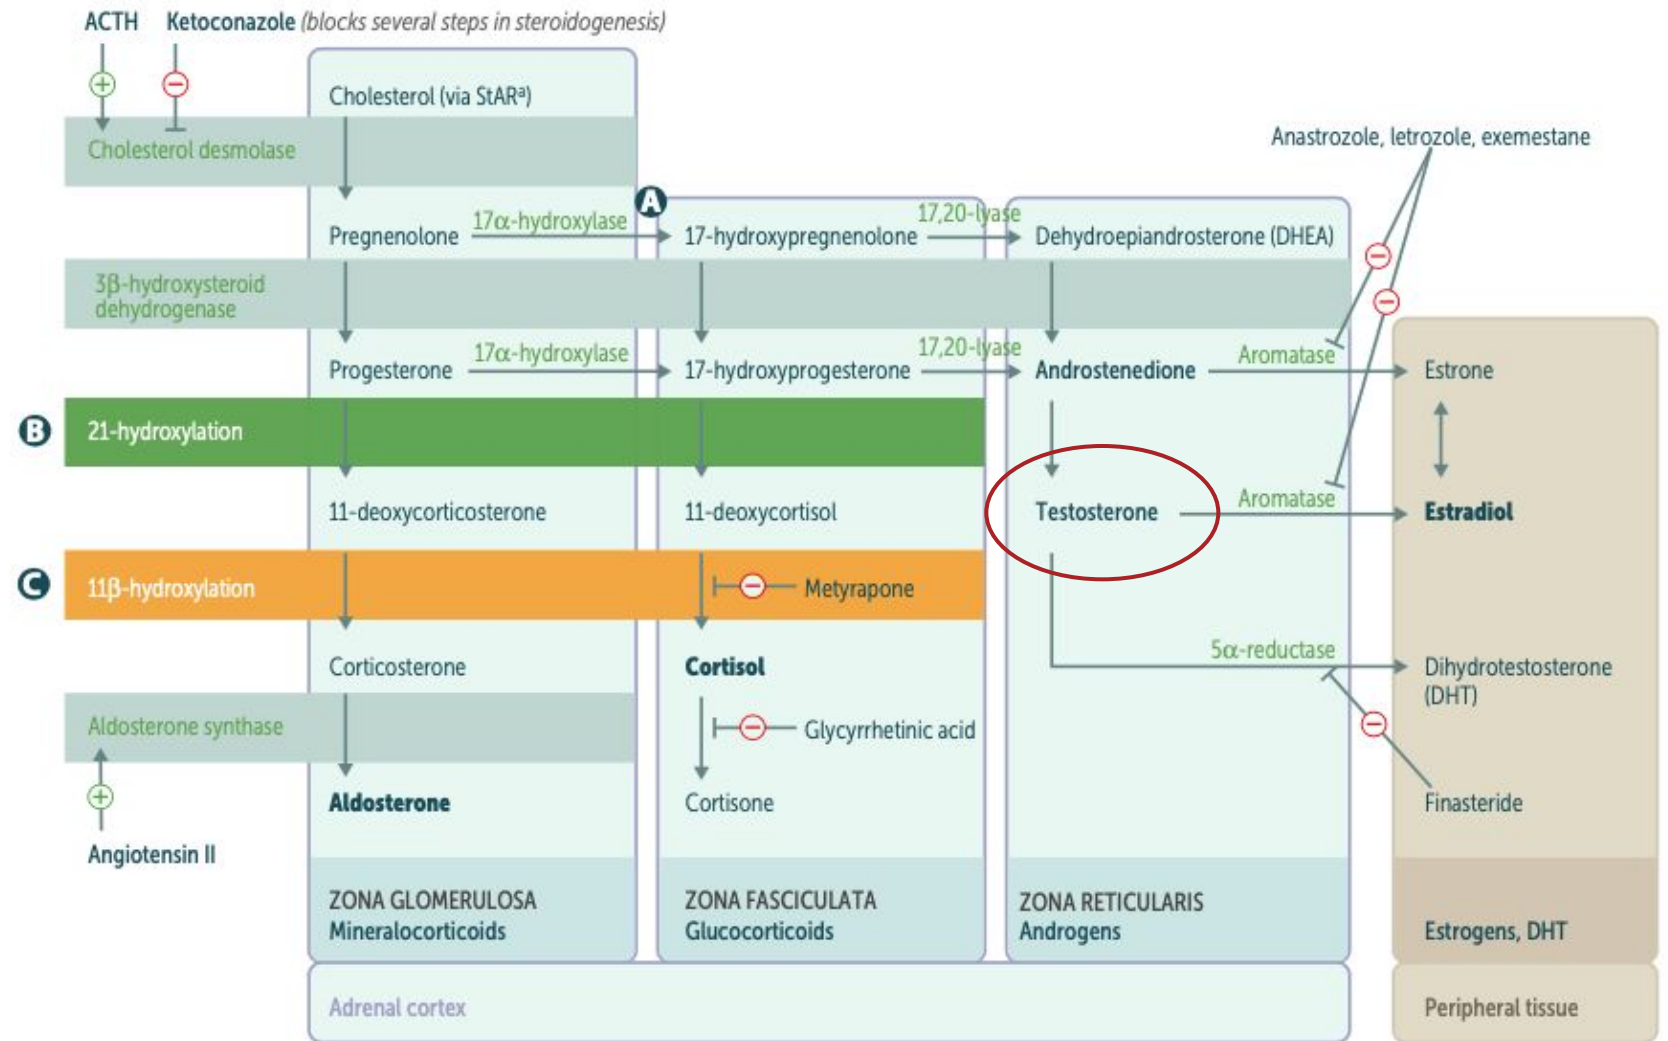 ACTH Ketoconazole (blocks several steps in steroidogenesis)
Cholesterol (via StARᵃ)
Anastrozole, letrozole, exemestane
Cholesterol desmolase
A
Pregnenolone 17α-hydroxylase 17-hydroxypregnenolone 17,20-lyase Dehydroepiandrosterone (DHEA)
3β-hydroxysteroid
dehydrogenase
Progesterone 17α-hydroxylase 17-hydroxyprogesterone 17,20-lyase Androstenedione Aromatase Estrone
B 21-hydroxylation
11-deoxycorticosterone 11-deoxycortisol Testosterone Aromatase Estradiol
C 11β-hydroxylation Metyrapone
Corticosterone Cortisol 5α-reductase Dihydrotestosterone
(DHT)
Aldosterone synthase Glycyrrhetinic acid
Aldosterone Cortisone Finasteride
Angiotensin II
ZONA GLOMERULOSA ZONA FASCICULATA ZONA RETICULARIS
Mineralocorticoids Glucocorticoids Androgens Estrogens, DHT
Adrenal cortex Peripheral tissue